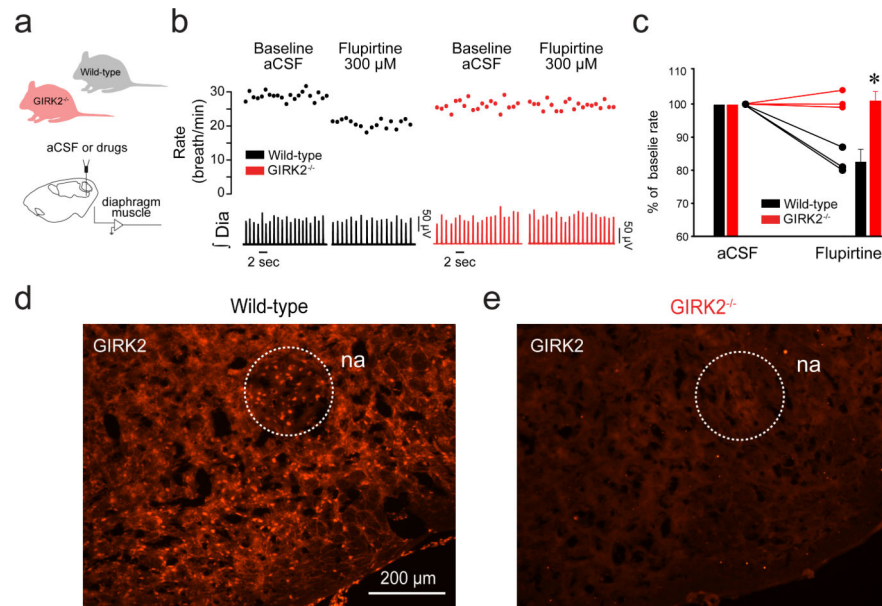 a
Wild-type
GIRK2-/-
aCSF or drugs
diaphragm
muscle
b
Baseline
aCSF
Flupirtine
300 µM
Baseline
aCSF
Flupirtine
300 µM
Rate
(breath/min)
30
20
10
0
Wild-type
GIRK2-/-
∫ Dia
50 µV
50 µV
2 sec
2 sec
c
*
% of baselie rate
110
100
90
80
70
60
Wild-type
GIRK2-/-
aCSF
Flupirtine
d
Wild-type
GIRK2
na
200 µm
e
GIRK2-/-
GIRK2
na